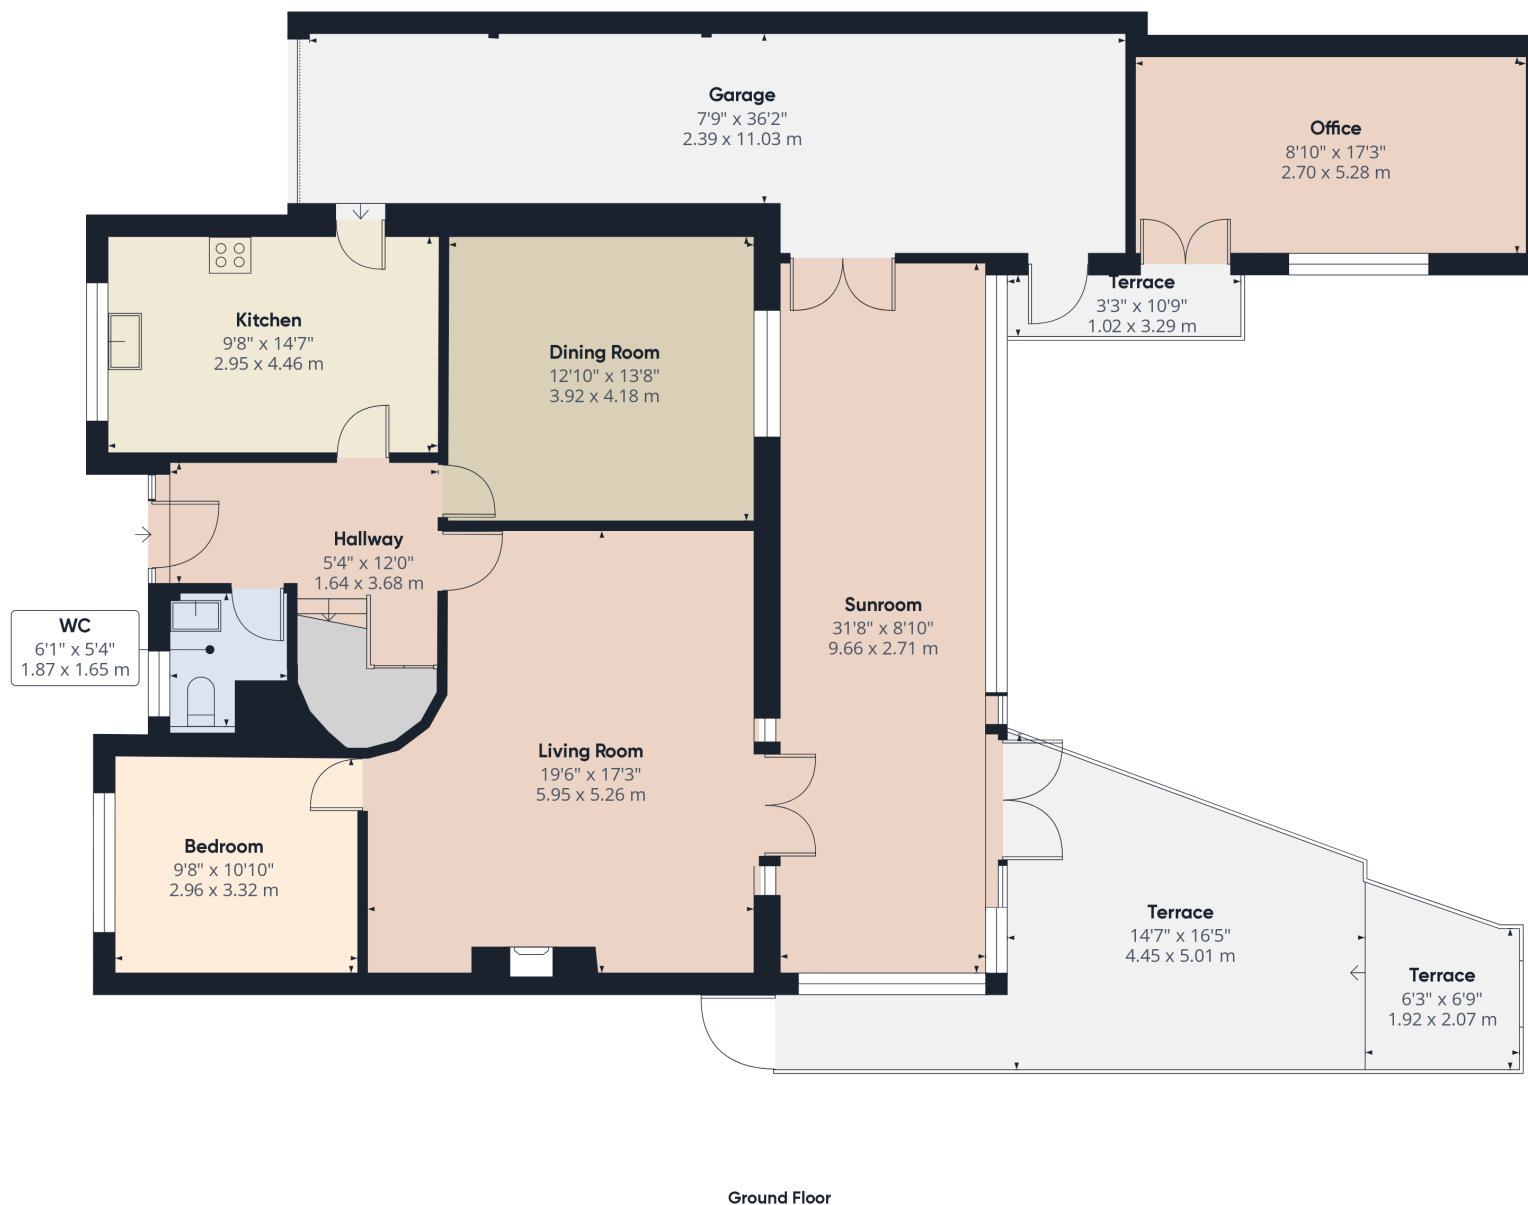 Garage
7'9" x 36'2"
2.39 x 11.03 m
Office
8'10" x 17'3"
2.70 x 5.28 m
Terrace
3'3" x 10'9"
1.02 x 3.29 m
Kitchen
9'8" x 14'7"
2.95 x 4.46 m
Dining Room
12'10" x 13'8"
3.92 x 4.18 m
Hallway
5'4" x 12'0"
1.64 x 3.68 m
Sunroom
31'8" x 8'10"
9.66 x 2.71 m
WC
6'1" x 5'4"
1.87 x 1.65 m
Living Room
19'6" x 17'3"
5.95 x 5.26 m
Bedroom
9'8" x 10'10"
2.96 x 3.32 m
Terrace
14'7" x 16'5"
4.45 x 5.01 m
Terrace
6'3" x 6'9"
1.92 x 2.07 m
Ground Floor